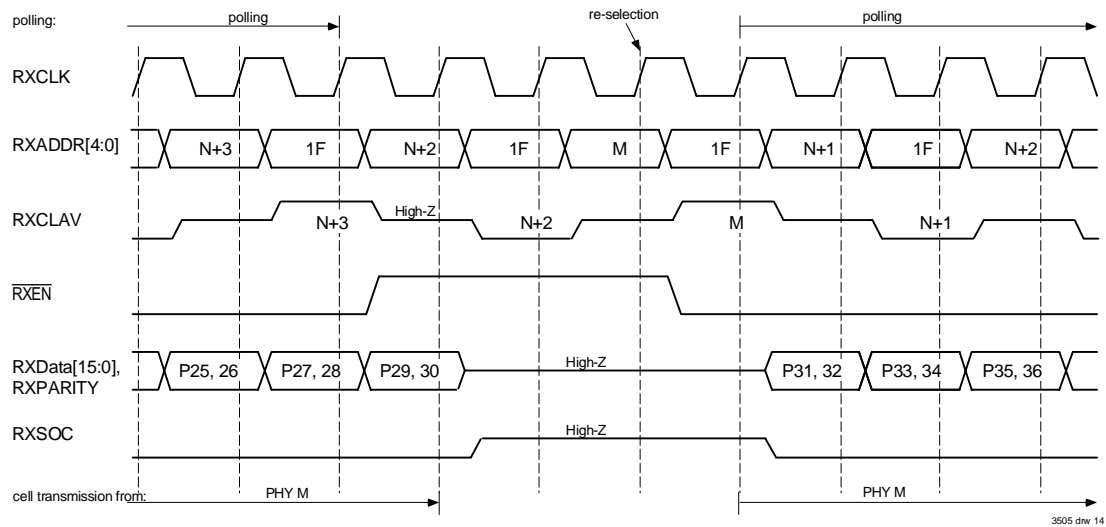 polling: polling re-selection polling
RXCLK
RXADDR[4:0] N+3 1F N+2 1F M 1F N+1 1F N+2
RXCLAV N+3 High-Z N+2 M N+1
RXEN
RXData[15:0], RXPARITY P25, 26 P27, 28 P29, 30 High-Z P31, 32 P33, 34 P35, 36
RXSOC High-Z
cell transmission from: PHY M PHY M
3505 drw 14